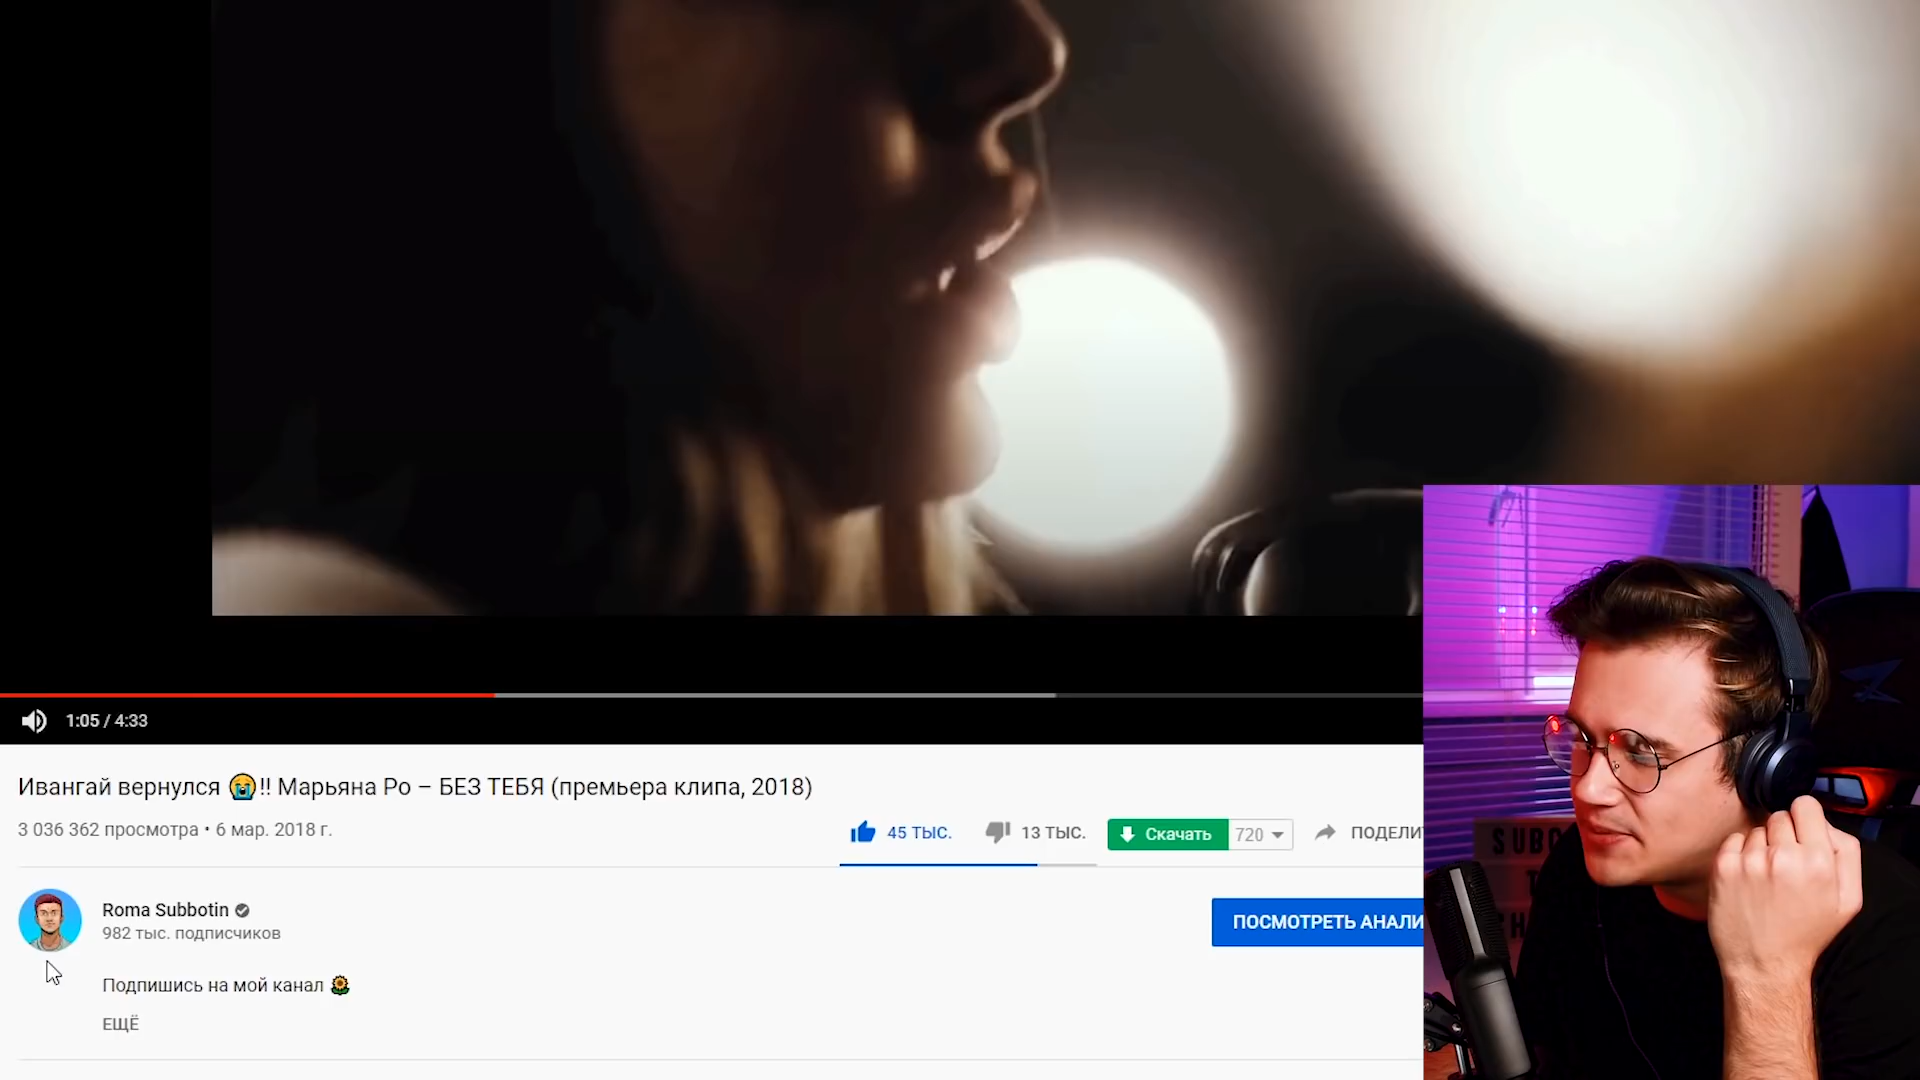 1:05 / 4:33
Ивангай вернулся 😭!! Марьяна Ро – БЕЗ ТЕБЯ (премьера клипа, 2018)
3 036 362 просмотра • 6 мар. 2018 г.
45 ТЫС.
13 ТЫС.
Скачать
720
ПОДЕЛИ
Roma Subbotin
982 тыс. подписчиков
ПОСМОТРЕТЬ АНАЛИ
Подпишись на мой канал 🌻
ЕЩЁ